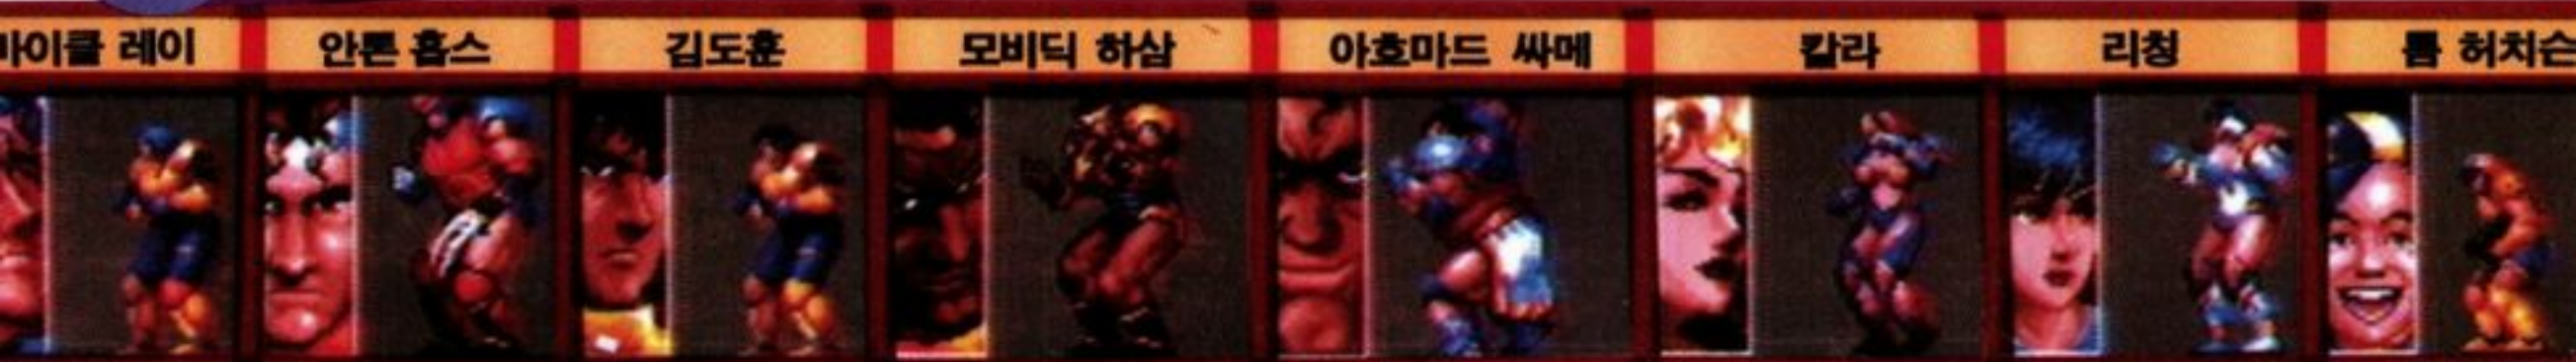 마이클 레이
안톤 홉스
김도훈
모비딕 하삼
아흐마드 싸메
칼라
리청
톰 허치슨